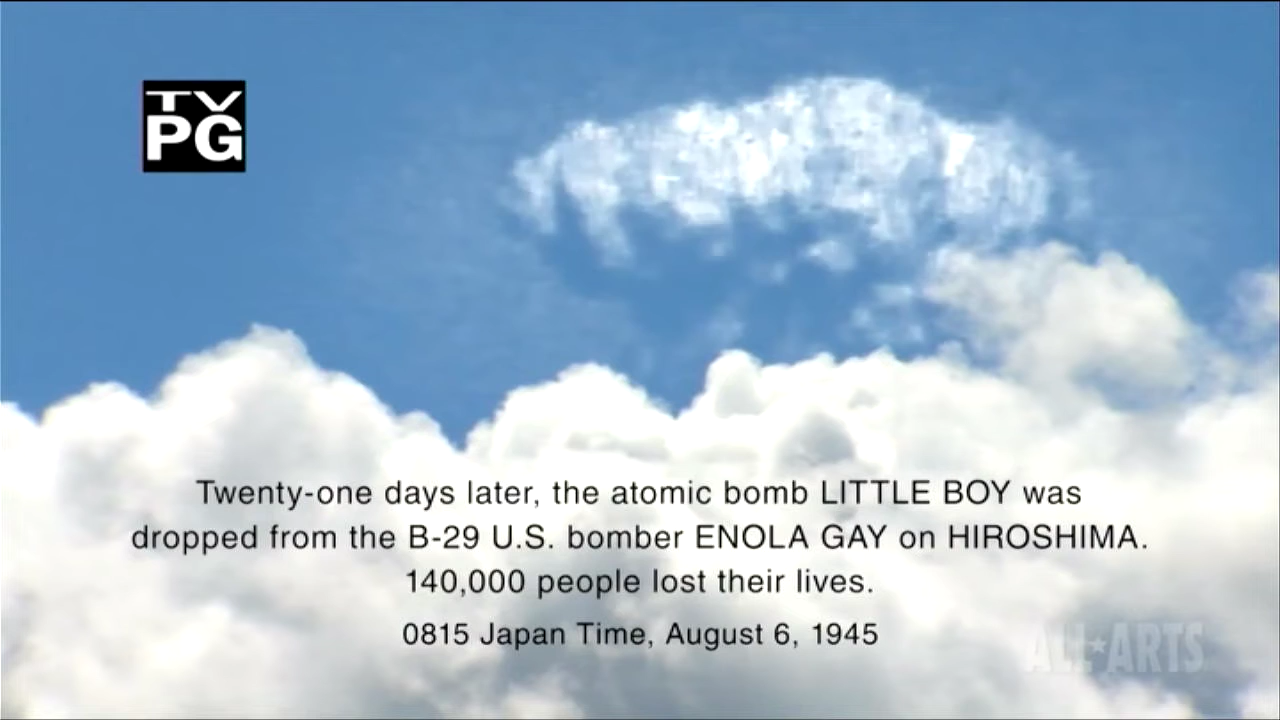 TV
PG
Twenty-one days later, the atomic bomb LITTLE BOY was
dropped from the B-29 U.S. bomber ENOLA GAY on HIROSHIMA.
140,000 people lost their lives.
0815 Japan Time, August 6, 1945
ALL★ARTS